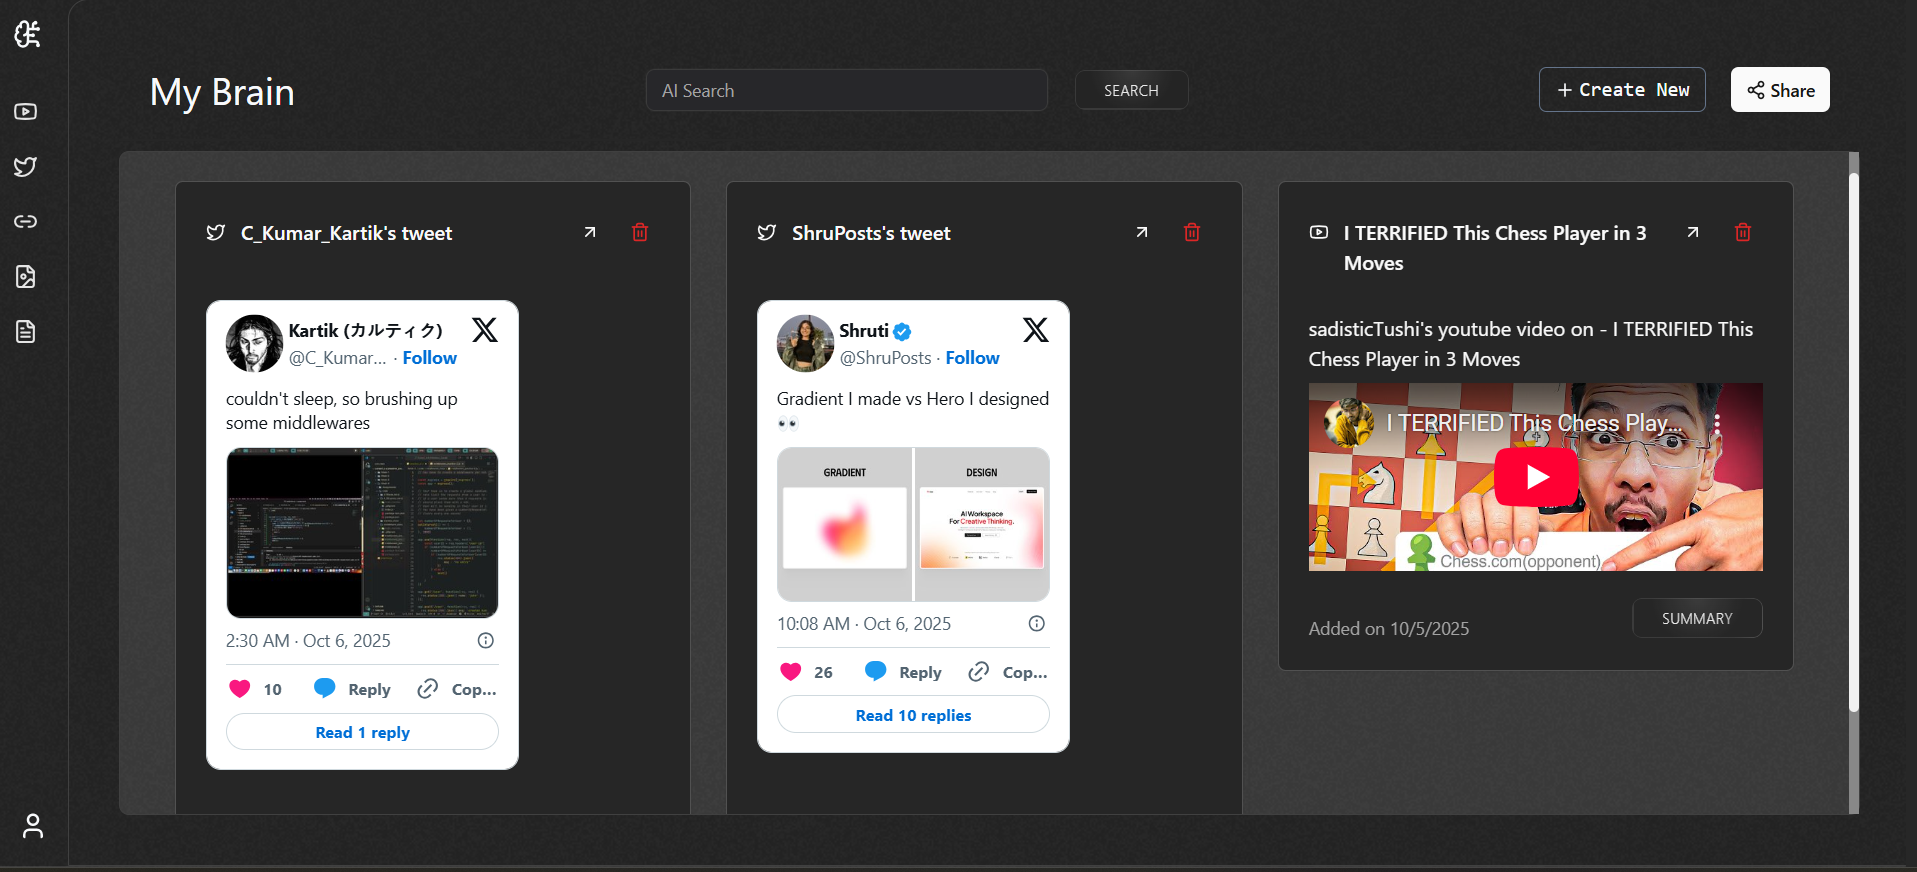 My Brain
AI Search
SEARCH
Create New
Share
C_Kumar_Kartik's tweet
Kartik (カルティク)
@C_Kumar... · Follow
couldn't sleep, so brushing up
some middlewares
2:30 AM · Oct 6, 2025
10
Reply
Cop...
Read 1 reply
ShruPosts's tweet
Shruti
@ShruPosts · Follow
Gradient I made vs Hero I designed
👀
GRADIENT
DESIGN
AI Workspace
For Creative Thinking.
10:08 AM · Oct 6, 2025
26
Reply
Cop...
Read 10 replies
I TERRIFIED This Chess Player in 3
Moves
sadisticTushi's youtube video on - I TERRIFIED This
Chess Player in 3 Moves
I TERRIFIED This Chess Play...
Chess.com(opponent)
Added on 10/5/2025
SUMMARY